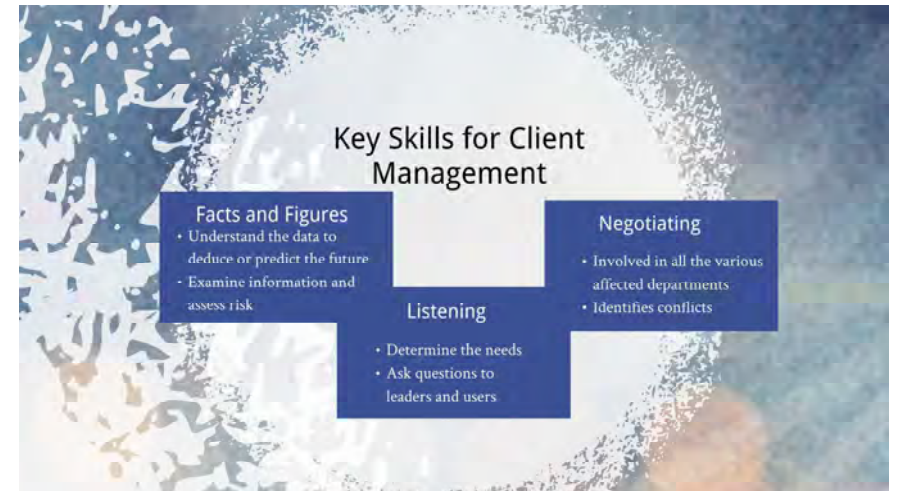 Key Skills for Client
Management
Facts and Figures
• Understand the data to
deduce or predict the future
• Examine information and
assess risk
Listening
• Determine the needs
• Ask questions to
leaders and users
Negotiating
• Involved in all the various
affected departments
• Identifies conflicts